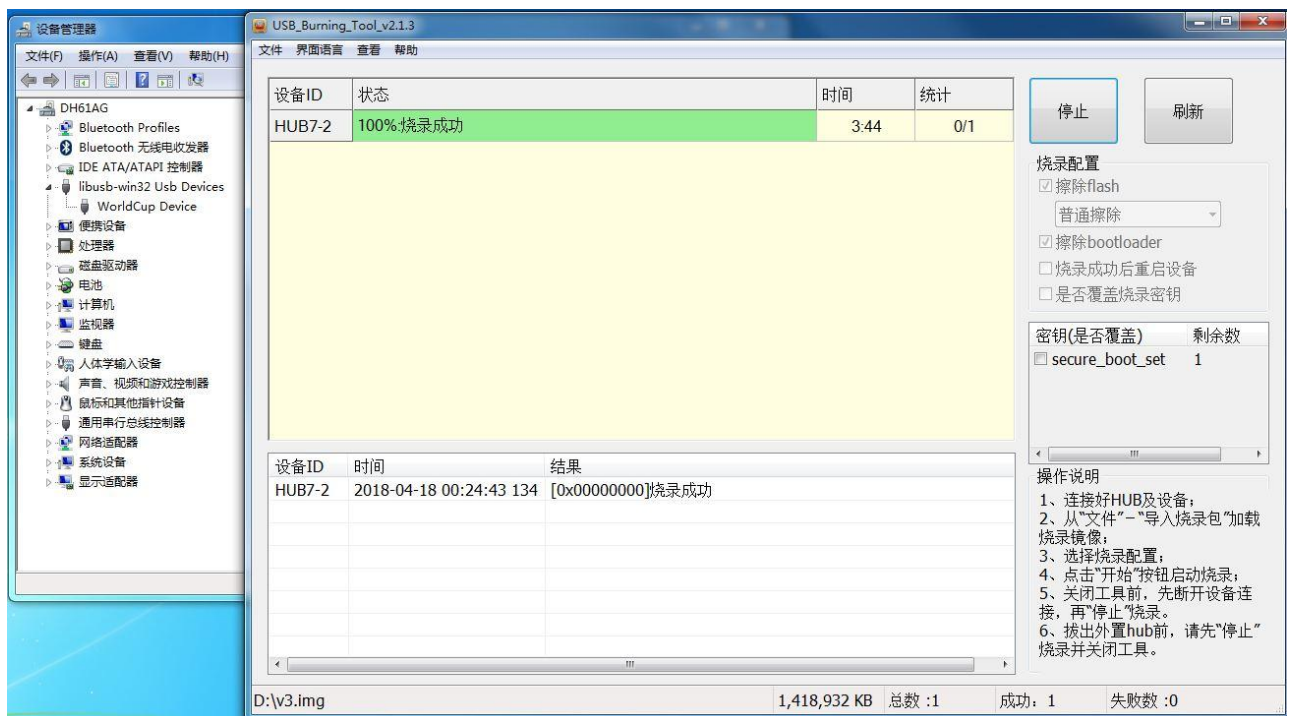 设备管理器
文件(F) 操作(A) 查看(V) 帮助(H)
DH61AG
Bluetooth Profiles
Bluetooth 无线电收发器
IDE ATA/ATAPI 控制器
libusb-win32 Usb Devices
WorldCup Device
便携设备
处理器
磁盘驱动器
电池
计算机
监视器
键盘
人体学输入设备
声音、视频和游戏控制器
鼠标和其他指针设备
通用串行总线控制器
网络适配器
系统设备
显示适配器
USB_Burning_Tool_v2.1.3
文件 界面语言 查看 帮助
设备ID 状态 时间 统计
HUB7-2 100%:烧录成功 3:44 0/1
设备ID 时间 结果
HUB7-2 2018-04-18 00:24:43 134 [0x00000000]烧录成功
停止 刷新
烧录配置
擦除flash
普通擦除
擦除bootloader
烧录成功后重启设备
是否覆盖烧录密钥
密钥(是否覆盖) 剩余数
secure_boot_set 1
操作说明
1、连接好HUB及设备;
2、从"文件"-"导入烧录包"加载
烧录镜像;
3、选择烧录配置;
4、点击"开始"按钮启动烧录;
5、关闭工具前，先断开设备连
接，再"停止"烧录。
6、拔出外置hub前，请先"停止"
烧录并关闭工具。
D:\v3.img 1,418,932 KB 总数 :1 成功: 1 失败数 :0